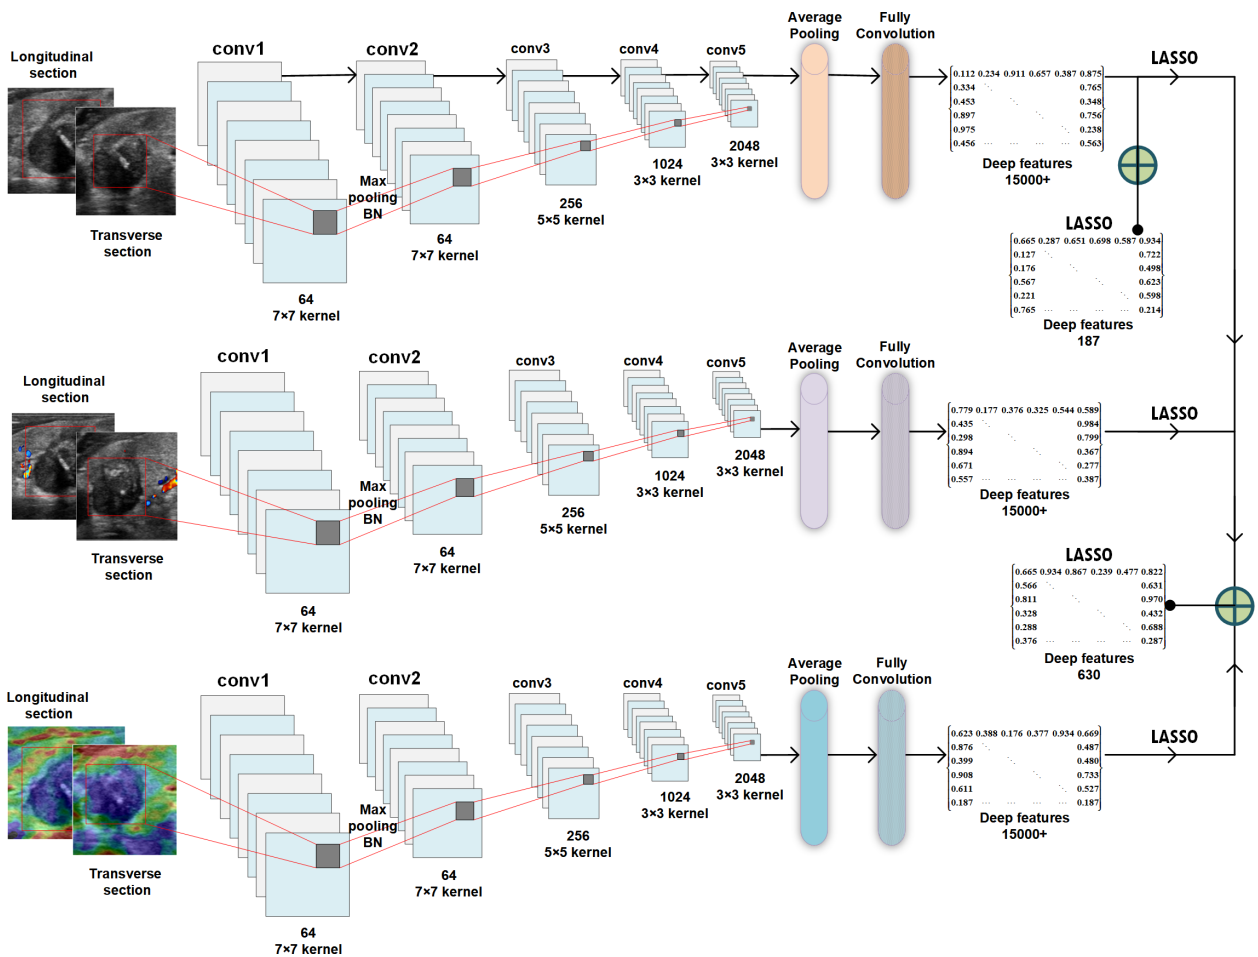 Longitudinal
section
Transverse
section
conv1
conv2
conv3
conv4
conv5
Max
pooling
BN
64
7×7 kernel
64
7×7 kernel
256
5×5 kernel
1024
3×3 kernel
2048
3×3 kernel
Average
Pooling
Fully
Convolution
0.112 0.234 0.911 0.657 0.387 0.875
0.334 0.765
0.453 0.348
0.897 0.756
0.975 0.238
0.456 ... ... ... ... 0.563
Deep features
15000+
LASSO
LASSO
0.665 0.287 0.651 0.698 0.587 0.934
0.127 0.722
0.176 0.498
0.567 0.623
0.221 0.598
0.765 ... ... ... ... 0.214
Deep features
187
Longitudinal
section
Transverse
section
conv1
conv2
conv3
conv4
conv5
Max
pooling
BN
64
7×7 kernel
64
7×7 kernel
256
5×5 kernel
1024
3×3 kernel
2048
3×3 kernel
Average
Pooling
Fully
Convolution
0.779 0.177 0.376 0.325 0.544 0.589
0.435 0.984
0.298 0.799
0.894 0.367
0.671 0.277
0.557 ... ... ... ... 0.387
Deep features
15000+
LASSO
LASSO
0.665 0.934 0.867 0.239 0.477 0.822
0.566 0.631
0.811 0.970
0.328 0.432
0.288 0.688
0.376 ... ... ... ... 0.287
Deep features
630
Longitudinal
section
Transverse
section
conv1
conv2
conv3
conv4
conv5
Max
pooling
BN
64
7×7 kernel
64
7×7 kernel
256
5×5 kernel
1024
3×3 kernel
2048
3×3 kernel
Average
Pooling
Fully
Convolution
0.623 0.388 0.176 0.377 0.934 0.669
0.876 0.487
0.399 0.480
0.908 0.733
0.611 0.527
0.187 ... ... ... ... 0.187
Deep features
15000+
LASSO